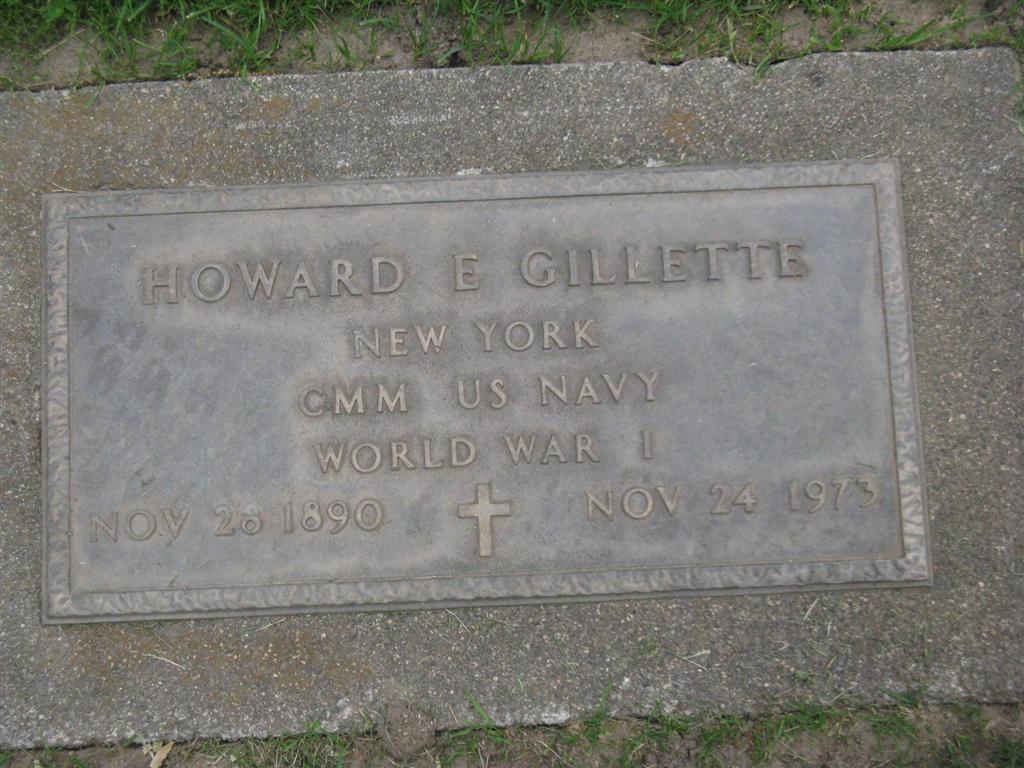 HOWARD E GILLETTE
NEW YORK
CMM US NAVY
WORLD WAR I
NOV 28 1890 NOV 24 1973